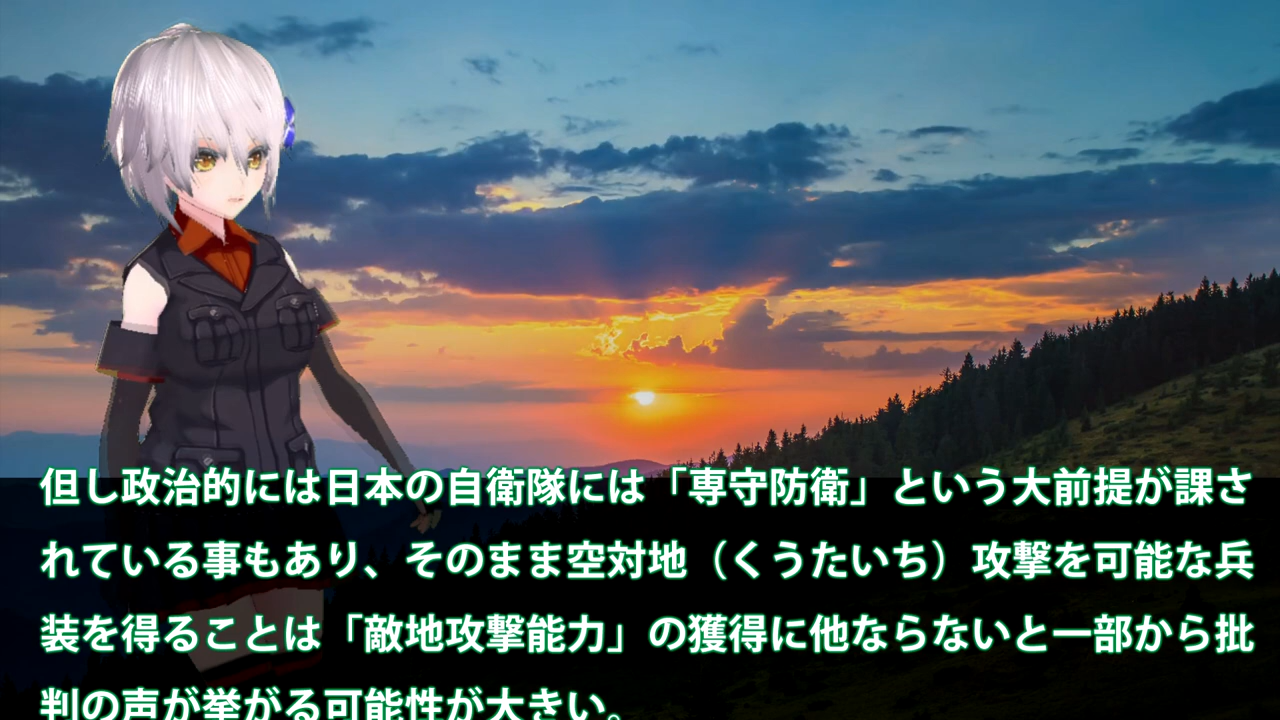 但し政治的には日本の自衛隊には「専守防衛」という大前提が課さ
れている事もあり、そのまま空対地（くうたいち）攻撃を可能な兵
装を得ることは「敵地攻撃能力」の獲得に他ならないと一部から批
判の声が挙がる可能性が大きい。